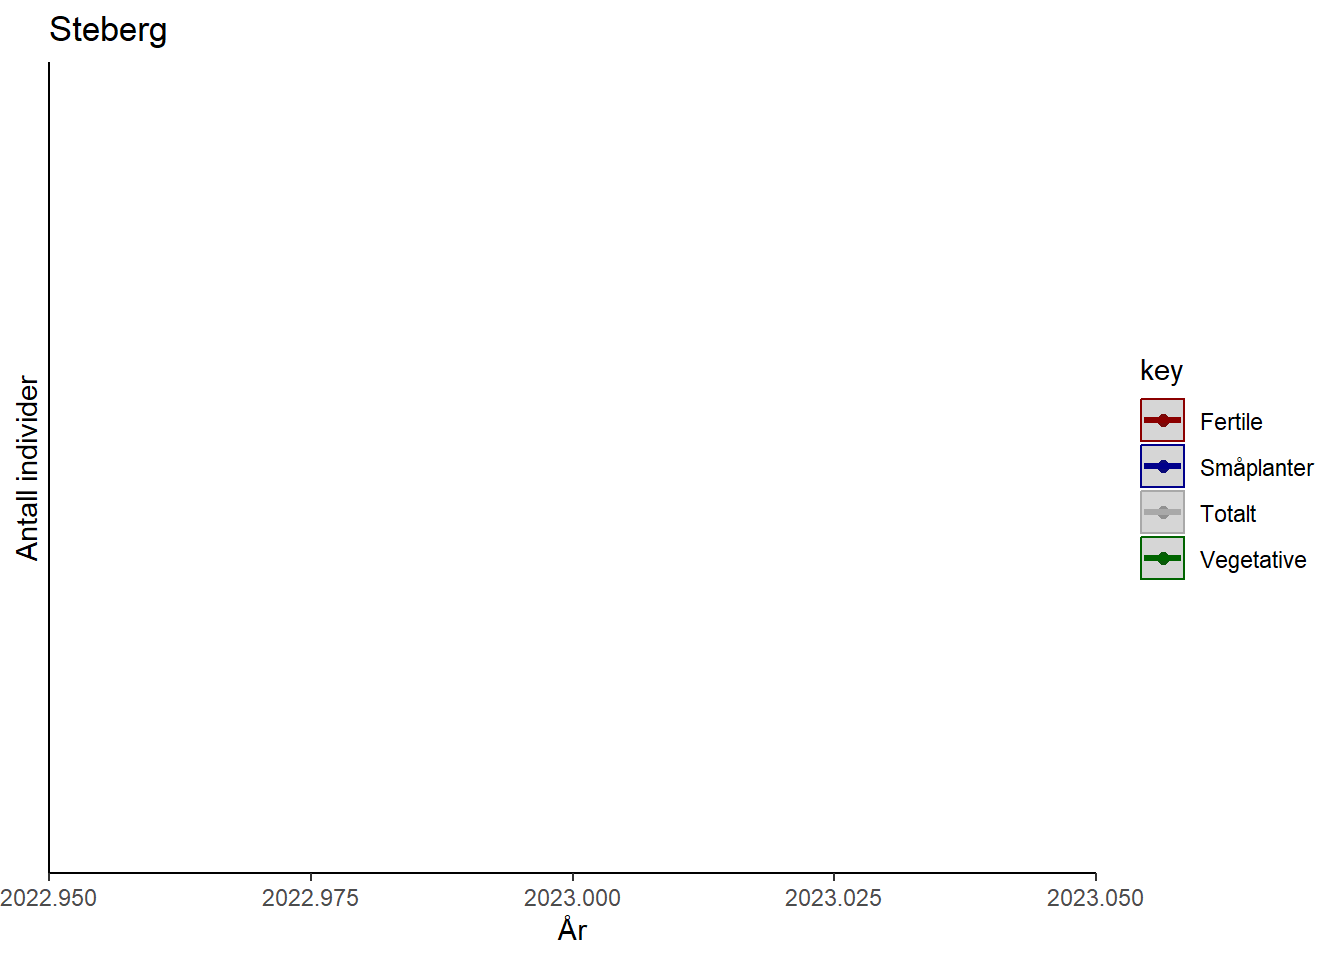 Steberg
Antall individer
key
Fertile
Småplanter
Totalt
Vegetative
2022.950 2022.975 2023.000 2023.025 2023.050
År